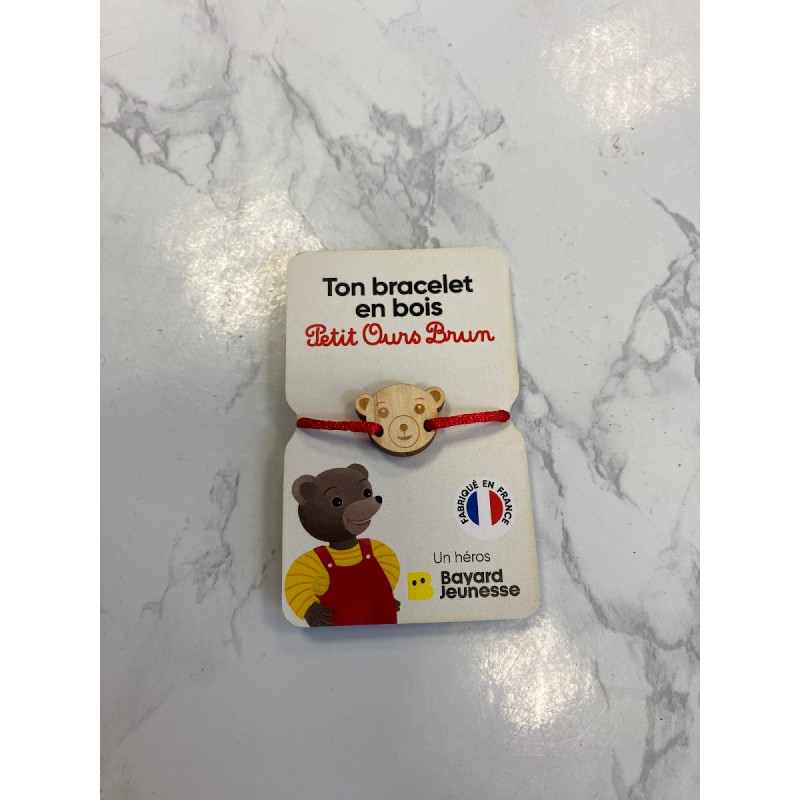 Ton bracelet
en bois
Petit Ours Brun
FABRIQUÉ EN FRANCE
Un héros
Bayard
Jeunesse